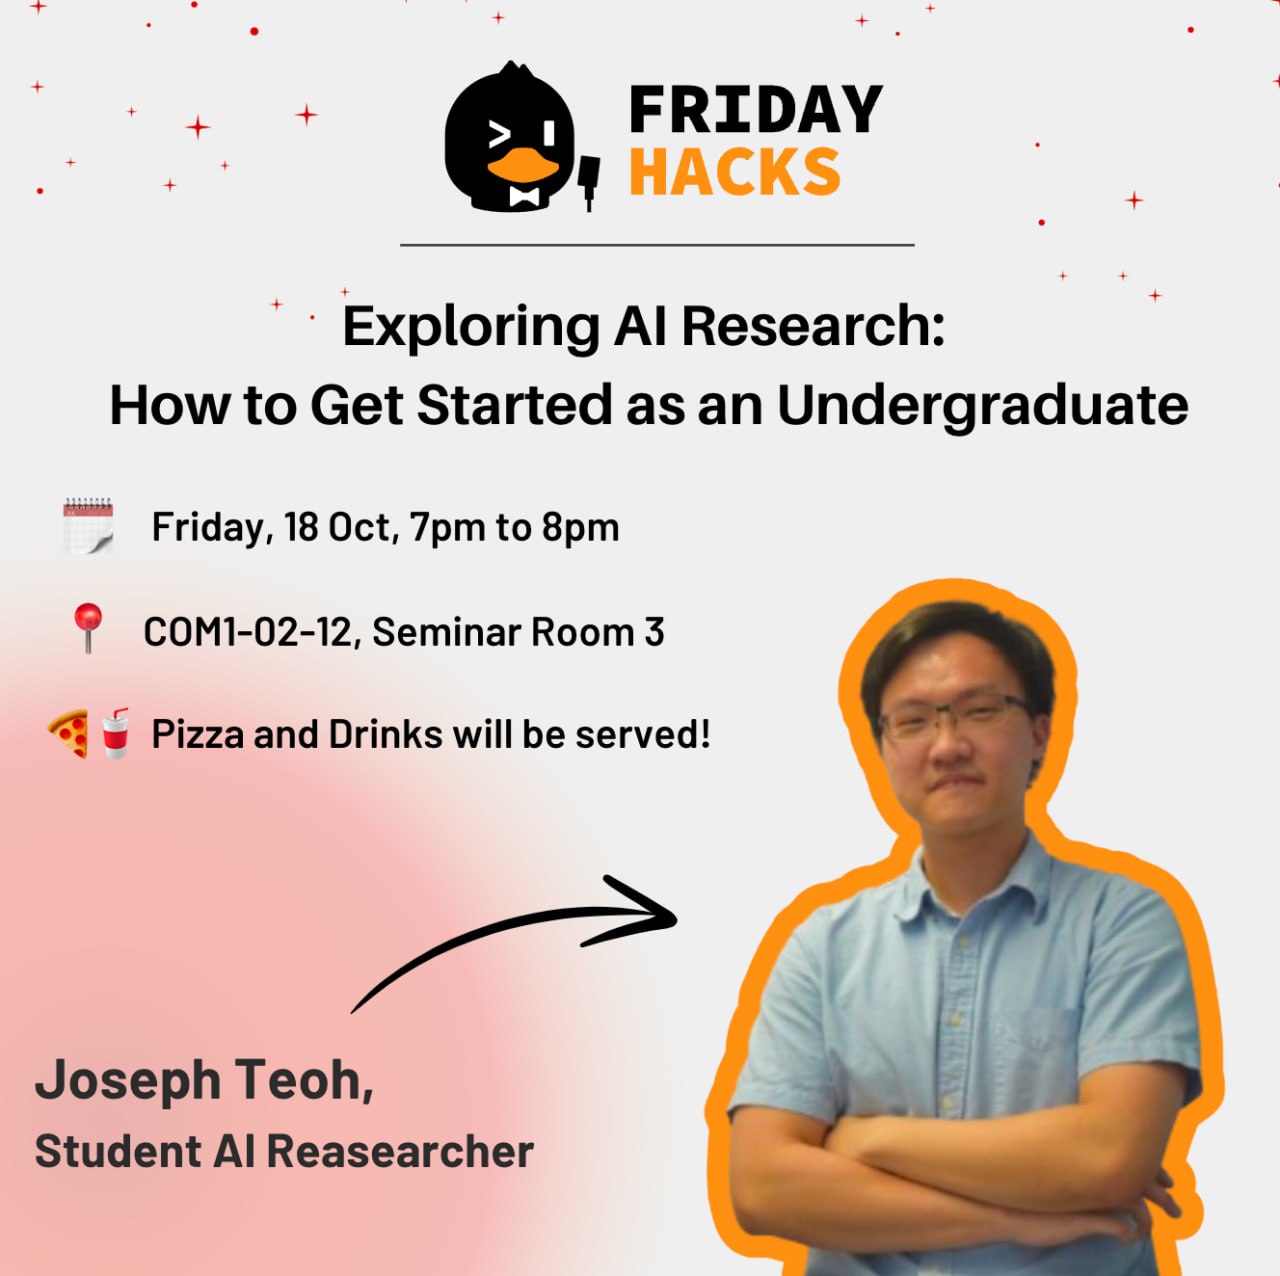 FRIDAY
HACKS
Exploring AI Research:
How to Get Started as an Undergraduate
Friday, 18 Oct, 7pm to 8pm
COM1-02-12, Seminar Room 3
Pizza and Drinks will be served!
Joseph Teoh,
Student AI Reasearcher